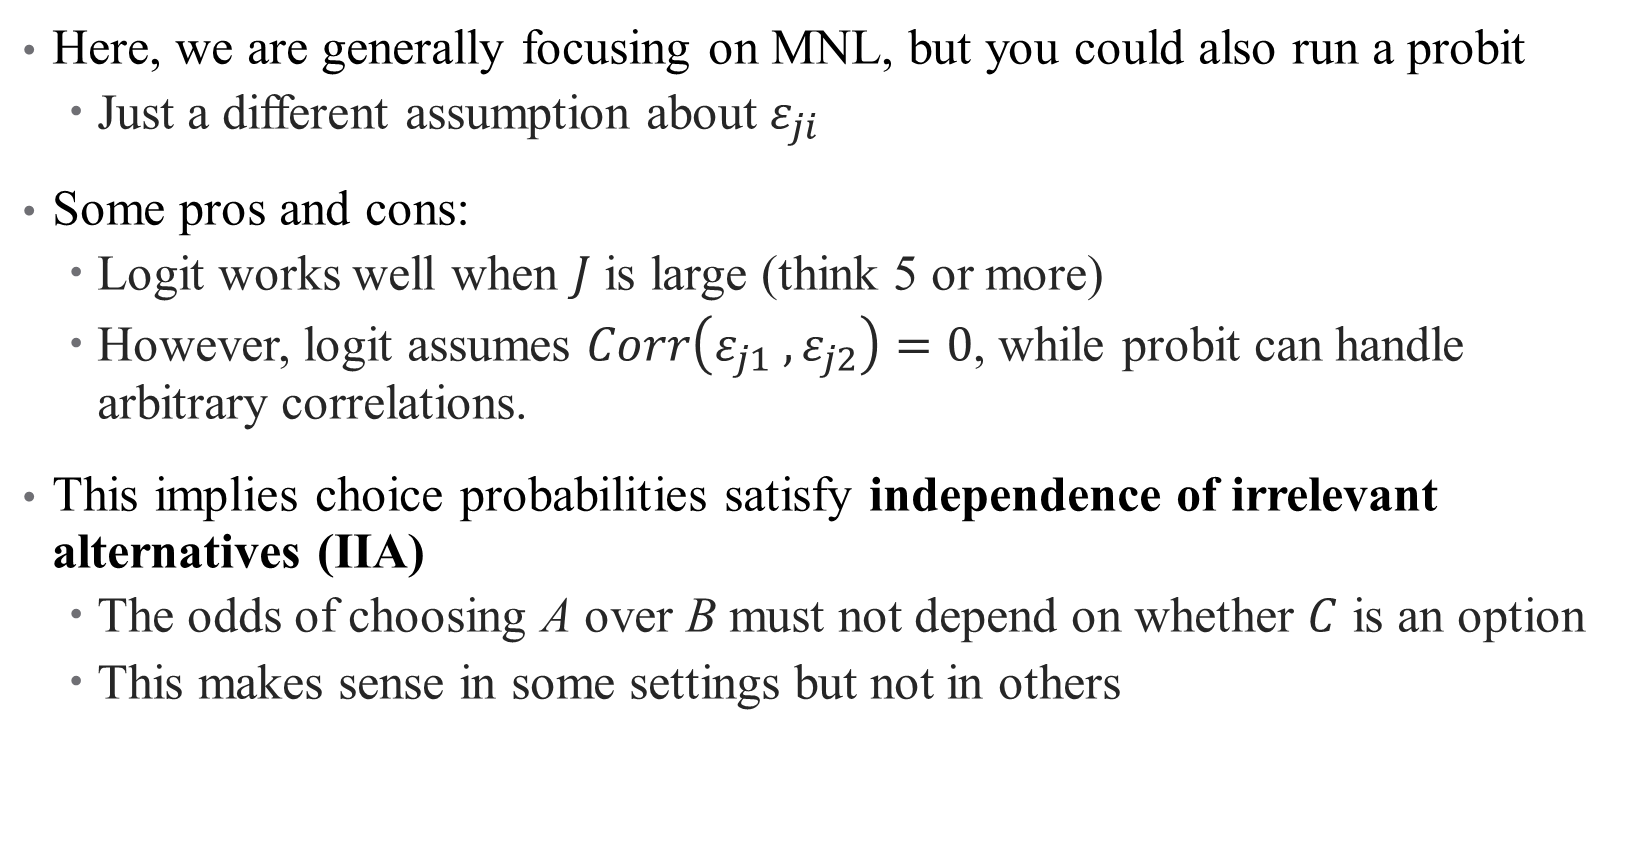 • Here, we are generally focusing on MNL, but you could also run a probit
• Just a different assumption about εⱼᵢ
• Some pros and cons:
• Logit works well when J is large (think 5 or more)
• However, logit assumes Corr(εⱼ₁ , εⱼ₂) = 0, while probit can handle
arbitrary correlations.
• This implies choice probabilities satisfy independence of irrelevant
alternatives (IIA)
• The odds of choosing A over B must not depend on whether C is an option
• This makes sense in some settings but not in others